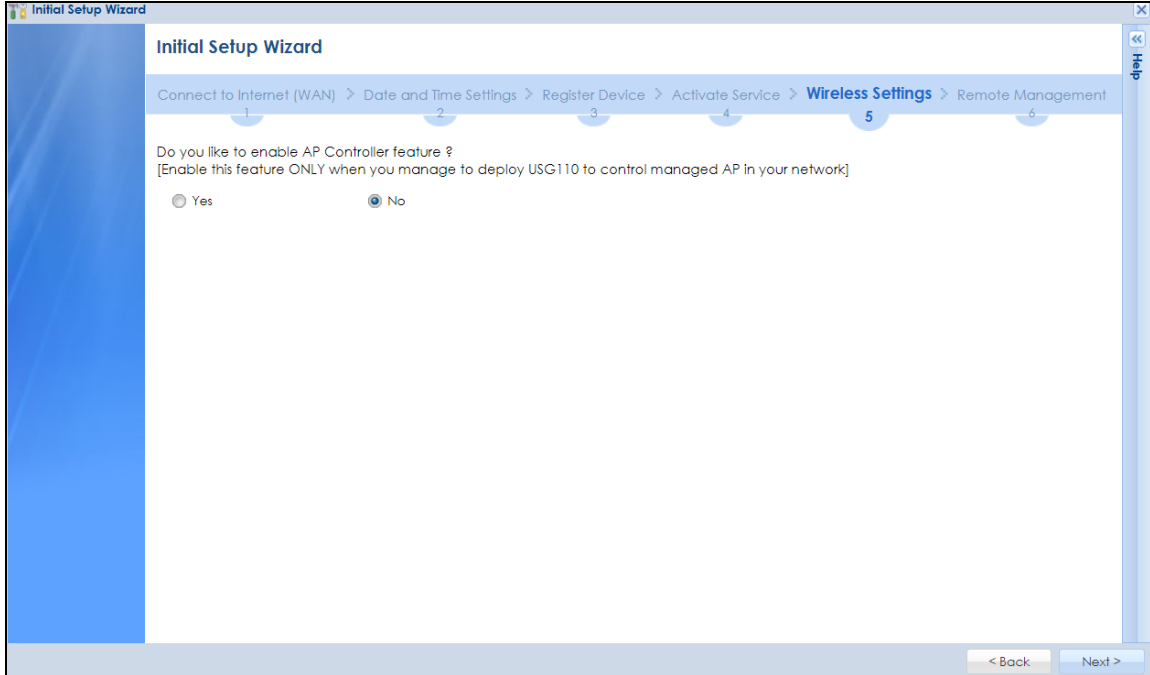 Initial Setup Wizard
Help
Initial Setup Wizard
Connect to Internet (WAN) > Date and Time Settings > Register Device > Activate Service > Wireless Settings > Remote Management
1 2 3 4 5 6
Do you like to enable AP Controller feature ?
[Enable this feature ONLY when you manage to deploy USG110 to control managed AP in your network]
Yes No
< Back Next >